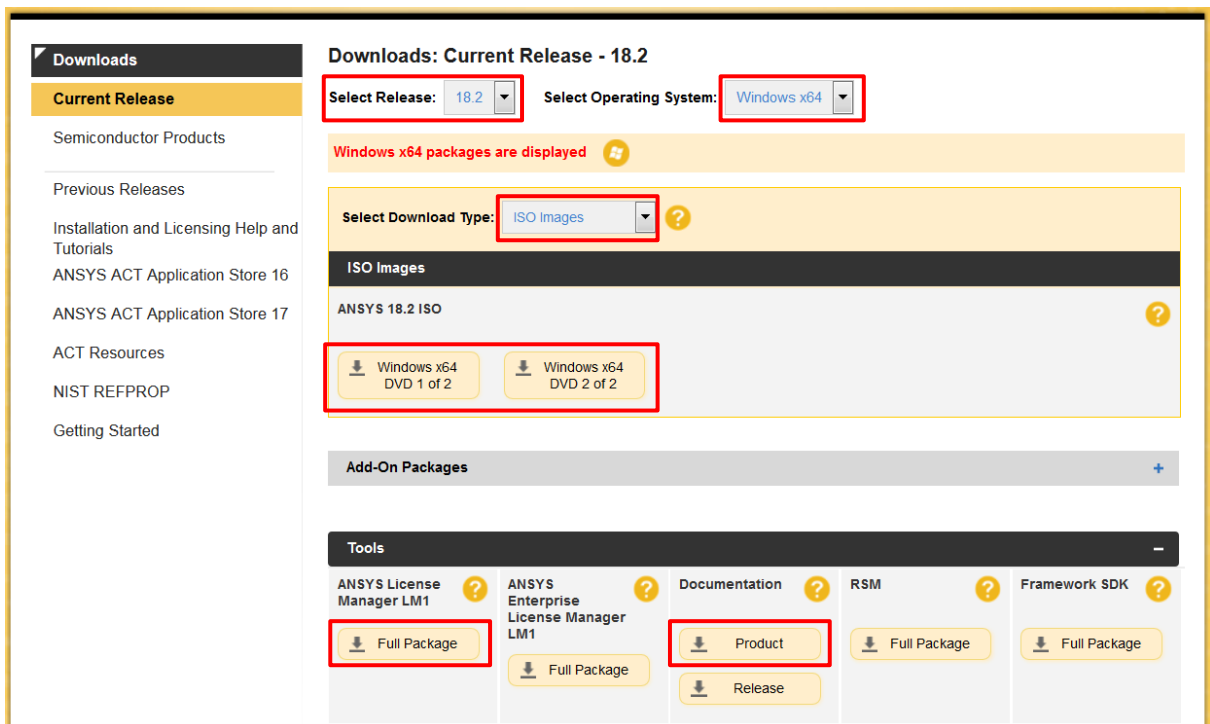 Downloads
Current Release
Semiconductor Products
Previous Releases
Installation and Licensing Help and
Tutorials
ANSYS ACT Application Store 16
ANSYS ACT Application Store 17
ACT Resources
NIST REFPROP
Getting Started
Downloads: Current Release - 18.2
Select Release: 18.2 Select Operating System: Windows x64
Windows x64 packages are displayed
Select Download Type: ISO Images ?
ISO Images
ANSYS 18.2 ISO ?
Windows x64
DVD 1 of 2
Windows x64
DVD 2 of 2
Add-On Packages +
Tools −
ANSYS License
Manager LM1
?
Full Package
ANSYS
Enterprise
License Manager
LM1
?
Full Package
Documentation ?
Product
Release
RSM ?
Full Package
Framework SDK ?
Full Package